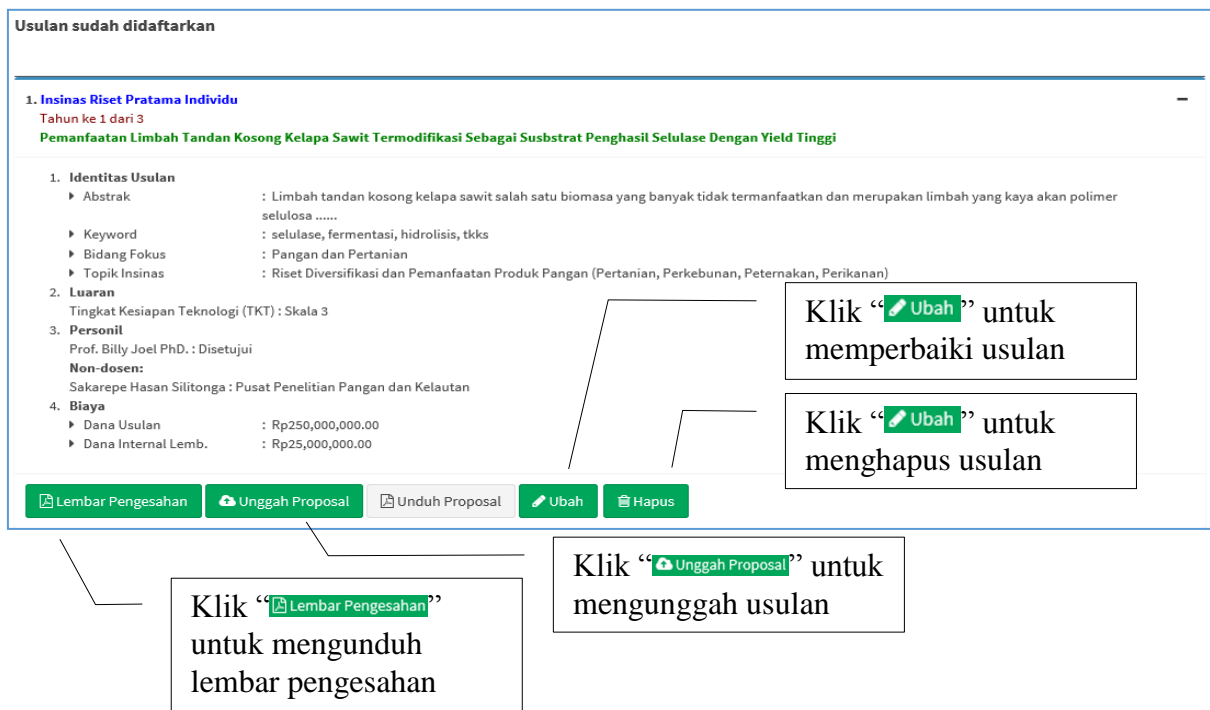 Usulan sudah didaftarkan
1. Insinas Riset Pratama Individu
Tahun ke 1 dari 3
Pemanfaatan Limbah Tandan Kosong Kelapa Sawit Termodifikasi Sebagai Susbstrat Penghasil Selulase Dengan Yield Tinggi
1. Identitas Usulan
Abstrak : Limbah tandan kosong kelapa sawit salah satu biomasa yang banyak tidak termanfaatkan dan merupakan limbah yang kaya akan polimer
selulosa ......
Keyword : selulase, fermentasi, hidrolisis, tkks
Bidang Fokus : Pangan dan Pertanian
Topik Insinas : Riset Diversifikasi dan Pemanfaatan Produk Pangan (Pertanian, Perkebunan, Peternakan, Perikanan)
2. Luaran
Tingkat Kesiapan Teknologi (TKT) : Skala 3
3. Personil
Prof. Billy Joel PhD. : Disetujui
Non-dosen:
Sakarepe Hasan Silitonga : Pusat Penelitian Pangan dan Kelautan
4. Biaya
Dana Usulan : Rp250,000,000.00
Dana Internal Lemb. : Rp25,000,000.00
Klik “Ubah” untuk
memperbaiki usulan
Klik “Ubah” untuk
menghapus usulan
Lembar Pengesahan Unggah Proposal Unduh Proposal Ubah Hapus
Klik “Unggah Proposal” untuk
mengunggah usulan
Klik “Lembar Pengesahan”
untuk mengunduh
lembar pengesahan